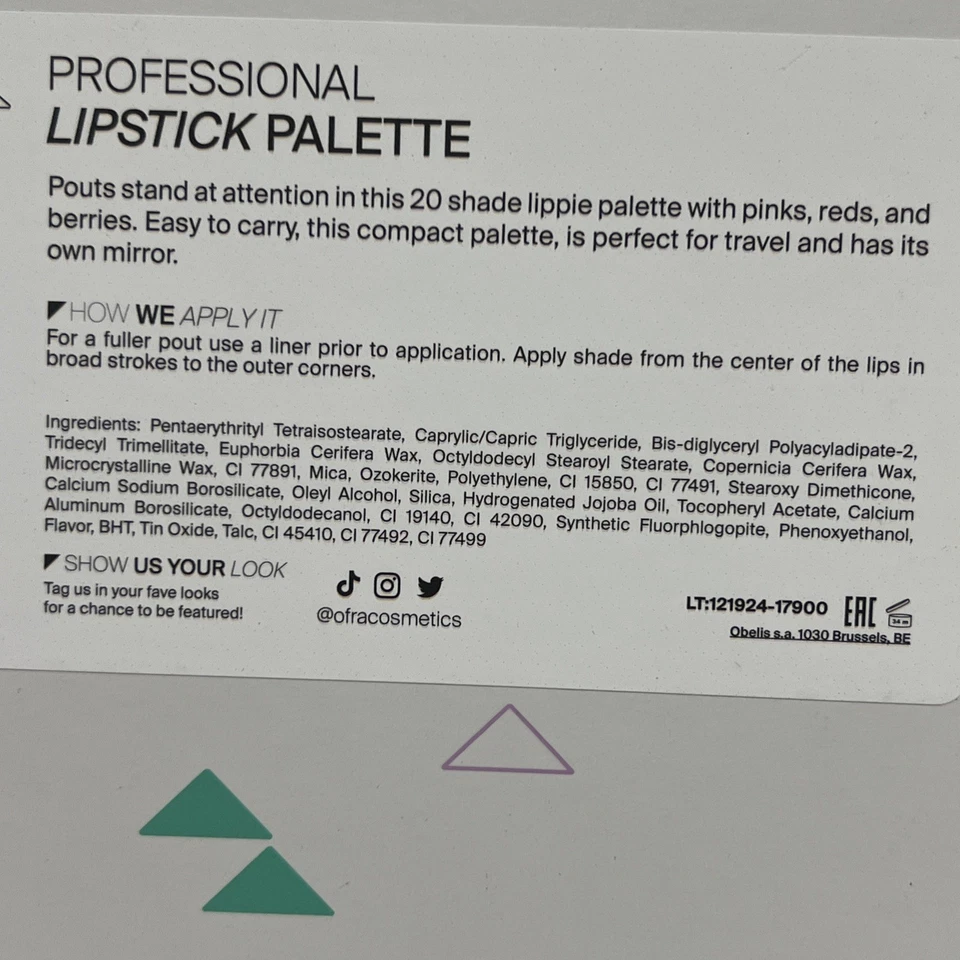 PROFESSIONAL
LIPSTICK PALETTE
Pouts stand at attention in this 20 shade lippie palette with pinks, reds, and
berries. Easy to carry, this compact palette, is perfect for travel and has its
own mirror.
HOW WE APPLY IT
For a fuller pout use a liner prior to application. Apply shade from the center of the lips in
broad strokes to the outer corners.
Ingredients: Pentaerythrityl Tetraisostearate, Caprylic/Capric Triglyceride, Bis-diglyceryl Polyacyladipate-2,
Tridecyl Trimellitate, Euphorbia Cerifera Wax, Octyldodecyl Stearoyl Stearate, Copernicia Cerifera Wax,
Microcrystalline Wax, CI 77891, Mica, Ozokerite, Polyethylene, CI 15850, CI 77491, Stearoxy Dimethicone,
Calcium Sodium Borosilicate, Oleyl Alcohol, Silica, Hydrogenated Jojoba Oil, Tocopheryl Acetate, Calcium
Aluminum Borosilicate, Octyldodecanol, CI 19140, CI 42090, Synthetic Fluorphlogopite, Phenoxyethanol,
Flavor, BHT, Tin Oxide, Talc, CI 45410, CI 77492, CI 77499
SHOW US YOUR LOOK
Tag us in your fave looks
for a chance to be featured!
@ofracosmetics
LT:121924-17900
EAC
24 m
Obelis s.a. 1030 Brussels, BE